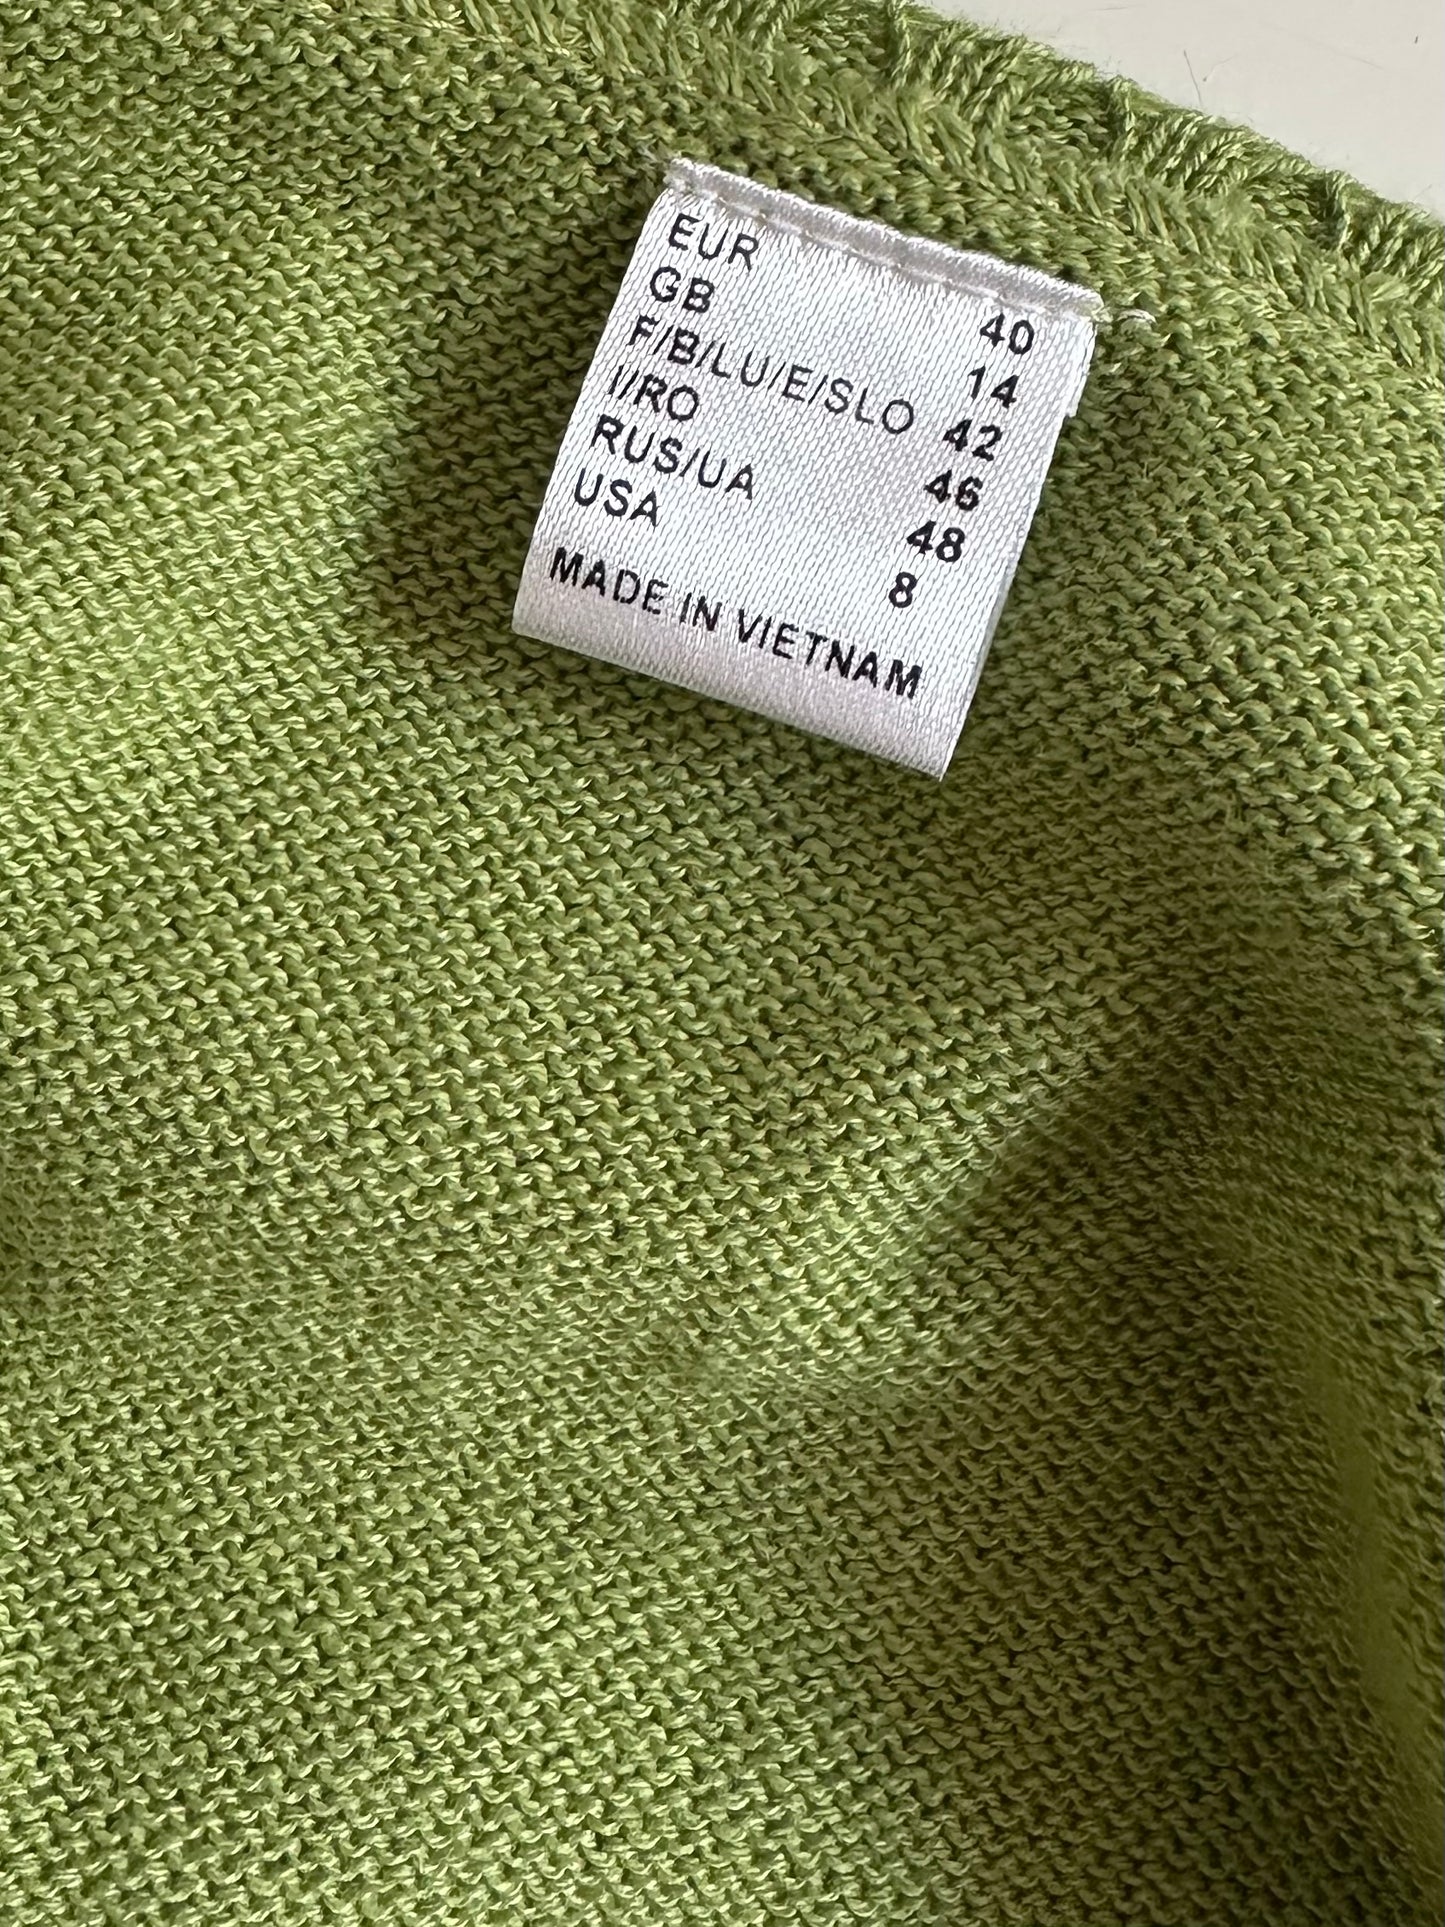 EUR 40
GB 14
F/B/LU/E/SLO 42
I/RO 46
RUS/UA 48
USA 8
MADE IN VIETNAM